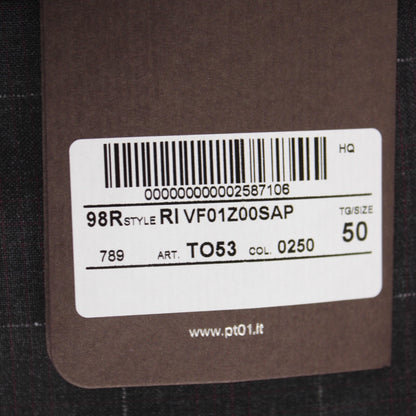 HQ
000000000002587106
98R STYLE RI VF01Z00SAP TG/SIZE
789 ART. TO53 COL. 0250 50
www.pt01.it